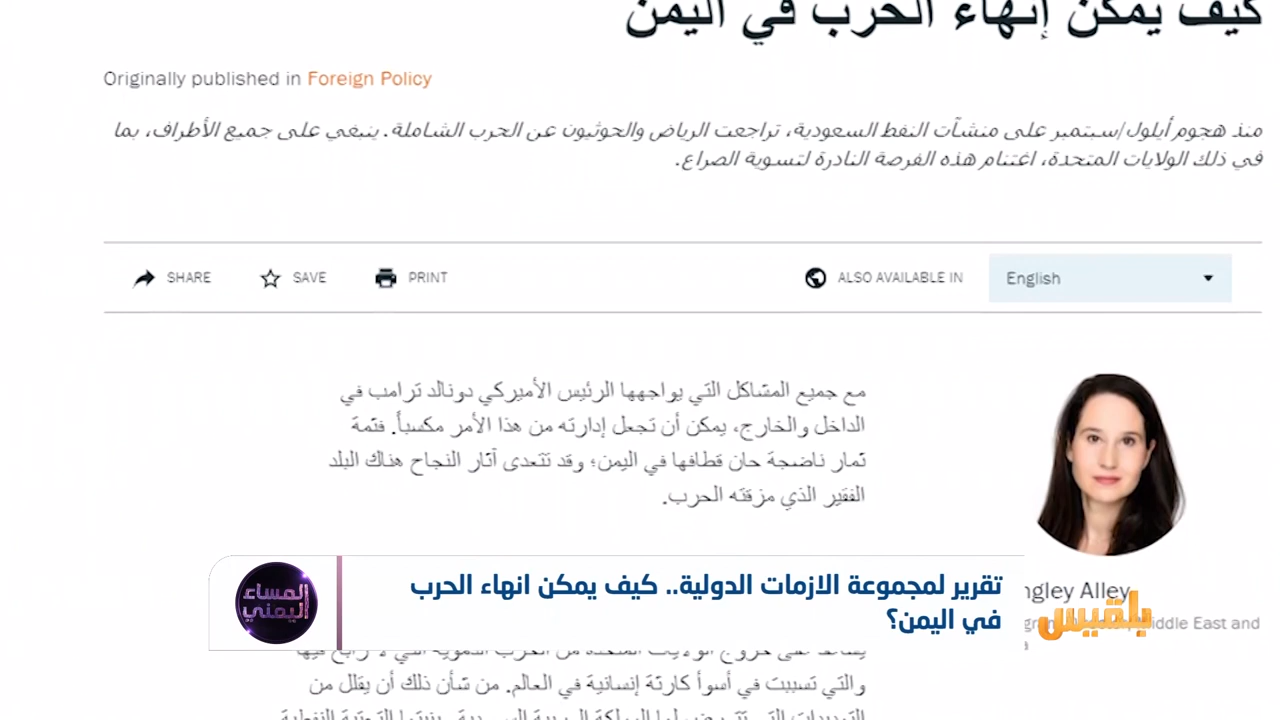 كيف يمكن إنهاء الحرب في اليمن
Originally published in Foreign Policy
منذ هجوم أيلول/سبتمبر على منشآت النفط السعودية، تراجعت الرياض والحوثيون عن الحرب الشاملة. ينبغي على جميع الأطراف، بما
في ذلك الولايات المتحدة، اغتنام هذه الفرصة النادرة لتسوية الصراع.
SHARE SAVE PRINT ALSO AVAILABLE IN English
مع جميع المشاكل التي يواجهها الرئيس الأميركي دونالد ترامب في
الداخل والخارج، يمكن أن تجعل إدارته من هذا الأمر مكسباً. فثمة
ثمار ناضجة حان قطافها في اليمن؛ وقد تتعدى آثار النجاح هناك البلد
الفقير الذي مزقته الحرب.
تقرير لمجموعة الازمات الدولية.. كيف يمكن انهاء الحرب
في اليمن؟
المساء
اليمني
Alley
بلقيس
Middle East and
والتي تسببت في أسوأ كارثة إنسانية في العالم. من شأن ذلك أن يقلل من